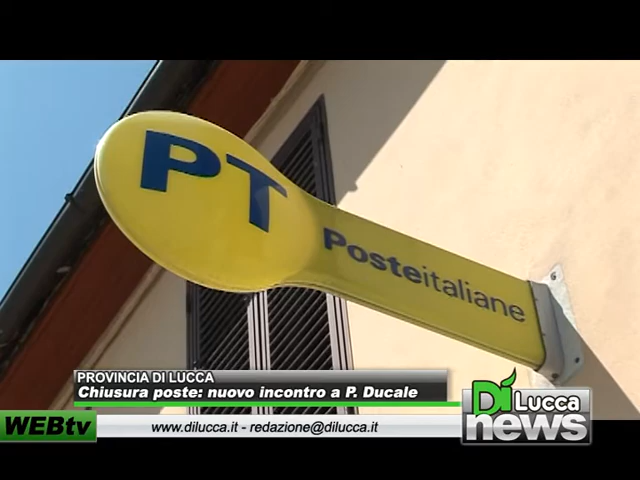 PT
Posteitaliane
PROVINCIA DI LUCCA
Chiusura poste: nuovo incontro a P. Ducale
WEBtv
www.dilucca.it - redazione@dilucca.it
Dì Lucca
news